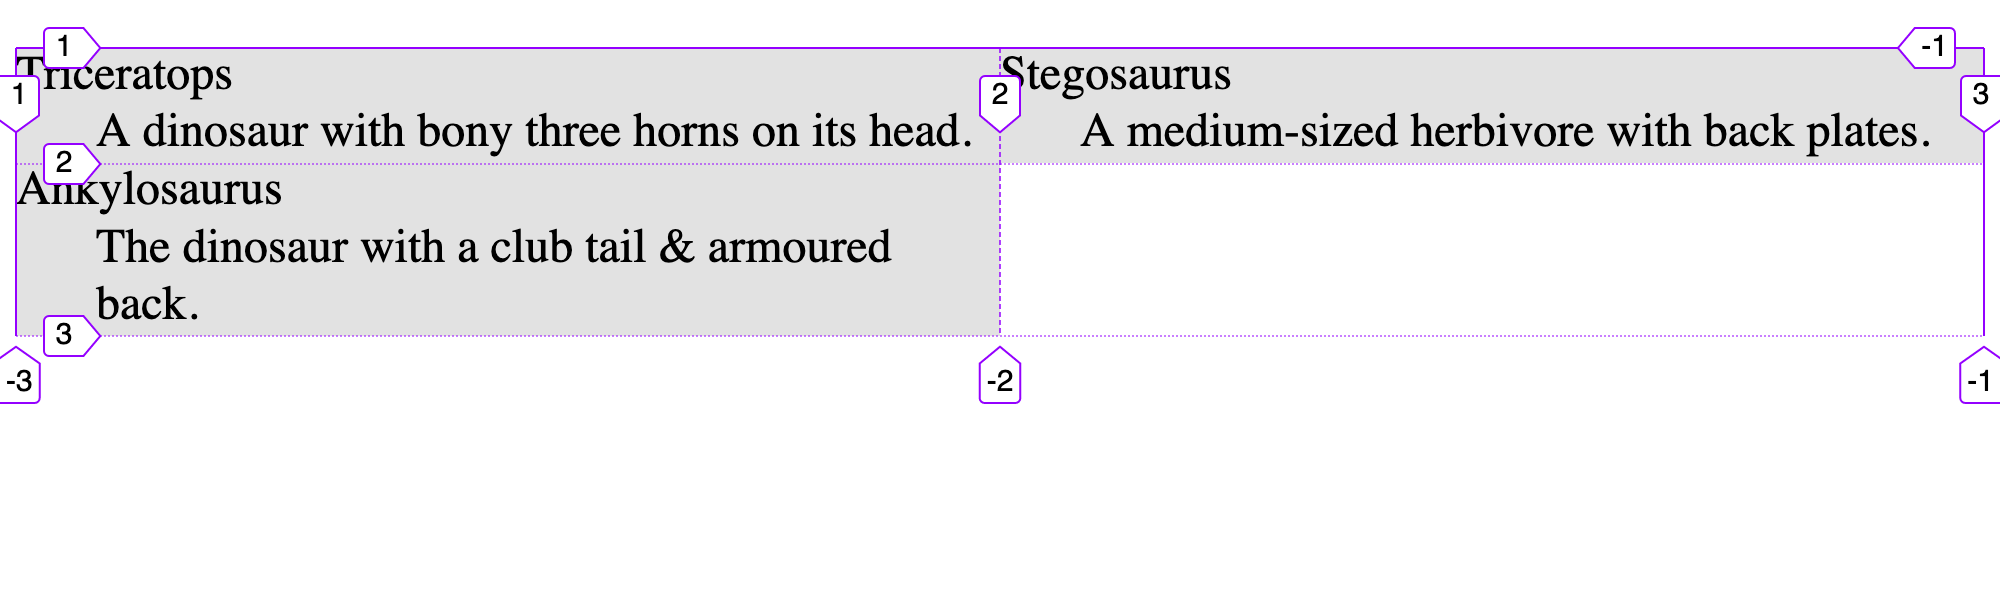 1
-1
Triceratops
Stegosaurus
1
2
3
A dinosaur with bony three horns on its head.
A medium-sized herbivore with back plates.
2
Ankylosaurus
The dinosaur with a club tail & armoured
back.
3
-3
-2
-1